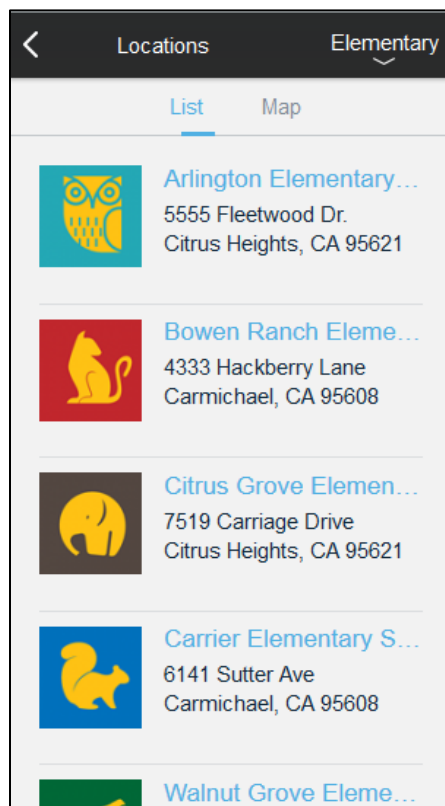 Locations
Elementary
List
Map
Arlington Elementary...
5555 Fleetwood Dr.
Citrus Heights, CA 95621
Bowen Ranch Eleme...
4333 Hackberry Lane
Carmichael, CA 95608
Citrus Grove Elemen...
7519 Carriage Drive
Citrus Heights, CA 95621
Carrier Elementary S...
6141 Sutter Ave
Carmichael, CA 95608
Walnut Grove Eleme...